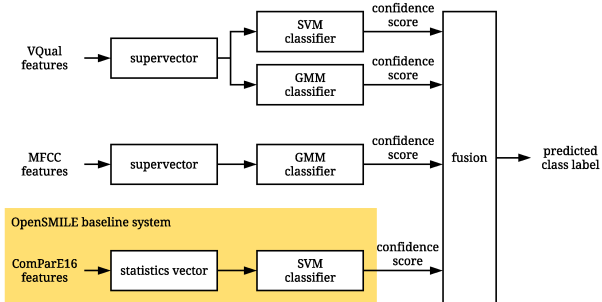 VQual
features
supervector
SVM
classifier
confidence
score
GMM
classifier
confidence
score
MFCC
features
supervector
GMM
classifier
confidence
score
fusion
predicted
class label
OpenSMILE baseline system
ComParE16
features
statistics vector
SVM
classifier
confidence
score